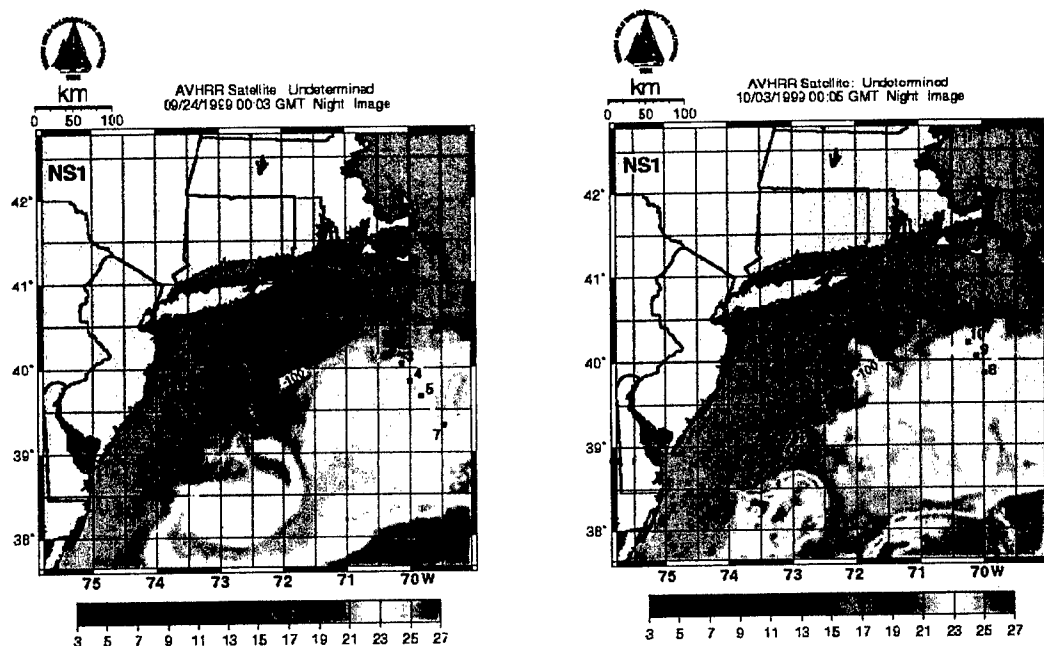 km
0 50 100
AVHRR Satellite Undetermined
09/24/1999 00:03 GMT Night Image
NS1
42°
41°
40°
39°
38°
-100
4
5
7
75 74 73 72 71 70 W
3 5 7 9 11 13 15 17 19 21 23 25 27
km
0 50 100
AVHRR Satellite: Undetermined
10/03/1999 00:05 GMT Night Image
NS1
42°
41°
40°
39°
38°
-100
10
9
8
75 74 73 72 71 70 W
3 5 7 9 11 13 15 17 19 21 23 25 27